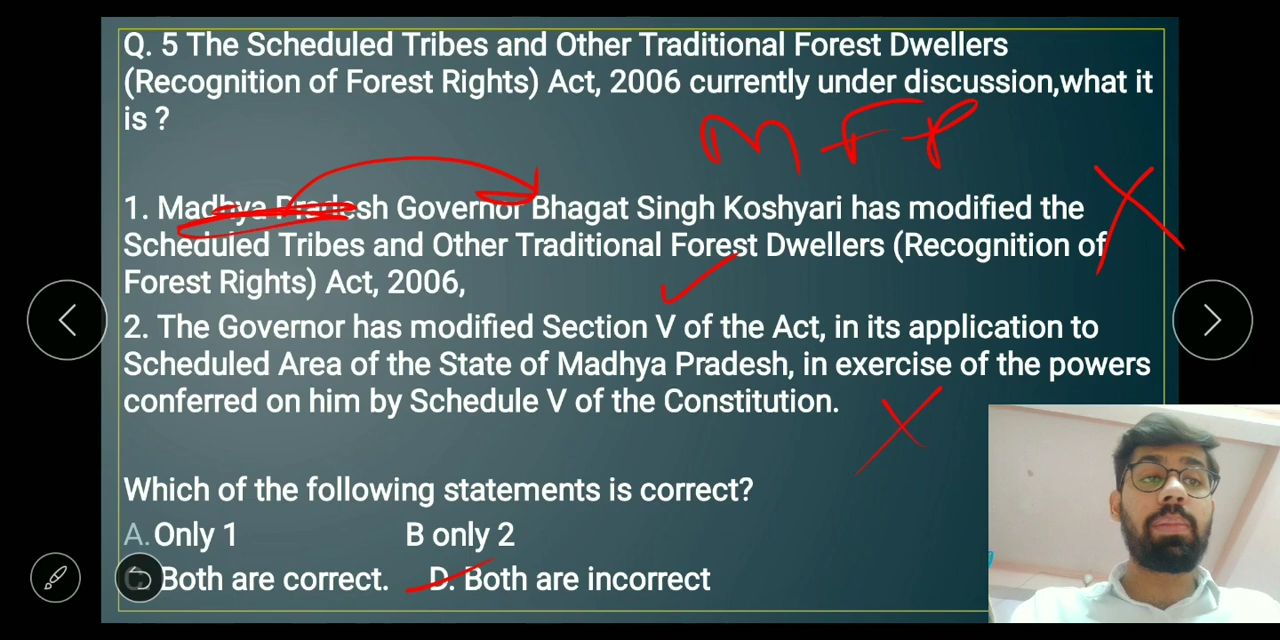 Q. 5 The Scheduled Tribes and Other Traditional Forest Dwellers
(Recognition of Forest Rights) Act, 2006 currently under discussion,what it
is ?
M F P
1. Madhya Pradesh Governor Bhagat Singh Koshyari has modified the
Scheduled Tribes and Other Traditional Forest Dwellers (Recognition of
Forest Rights) Act, 2006,
2. The Governor has modified Section V of the Act, in its application to
Scheduled Area of the State of Madhya Pradesh, in exercise of the powers
conferred on him by Schedule V of the Constitution.
Which of the following statements is correct?
A. Only 1 B only 2
Both are correct. D. Both are incorrect